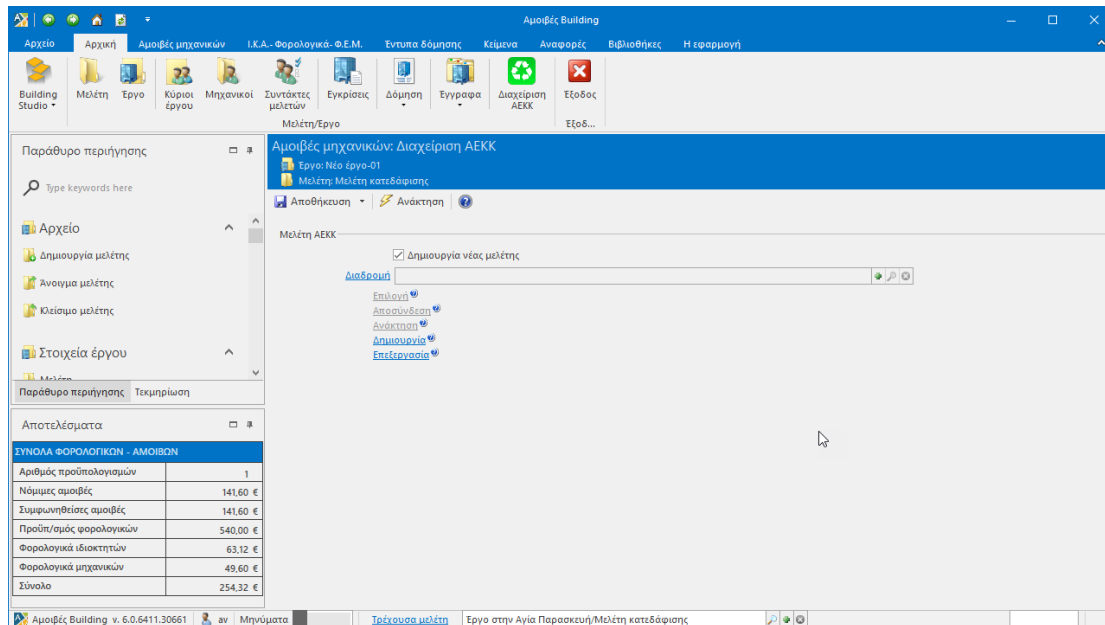 Αμοιβές Building
Αρχείο Αρχική Αμοιβές μηχανικών Ι.Κ.Α.- Φορολογικά- Φ.Ε.Μ. Έντυπα δόμησης Κείμενα Αναφορές Βιβλιοθήκες Η εφαρμογή
Building Studio Μελέτη Έργο Κύριοι έργου Μηχανικοί Συντάκτες μελετών Εγκρίσεις Δόμηση Έγγραφα Διαχείριση ΑΕΚΚ Έξοδος
Μελέτη/Έργο Έξοδ...
Παράθυρο περιήγησης
Type keywords here
Αρχείο
Δημιουργία μελέτης
Άνοιγμα μελέτης
Κλείσιμο μελέτης
Στοιχεία έργου
Μελέτη
Παράθυρο περιήγησης Τεκμηρίωση
Αμοιβές μηχανικών: Διαχείριση ΑΕΚΚ
Έργο: Νέο έργο-01
Μελέτη: Μελέτη κατεδάφισης
Αποθήκευση Ανάκτηση
Μελέτη ΑΕΚΚ
Δημιουργία νέας μελέτης
Διαδρομή
Επιλογή
Αποσύνδεση
Ανάκτηση
Δημιουργία
Επεξεργασία
Αποτελέσματα
ΣΥΝΟΛΑ ΦΟΡΟΛΟΓΙΚΩΝ - ΑΜΟΙΒΩΝ
Αριθμός προϋπολογισμών 1
Νόμιμες αμοιβές 141,60 €
Συμφωνηθείσες αμοιβές 141,60 €
Προϋπ/σμός φορολογικών 540,00 €
Φορολογικά ιδιοκτητών 63,12 €
Φορολογικά μηχανικών 49,60 €
Σύνολο 254,32 €
Αμοιβές Building v. 6.0.6411.30661 av Μηνύματα Τρέχουσα μελέτη Έργο στην Αγία Παρασκευή/Μελέτη κατεδάφισης